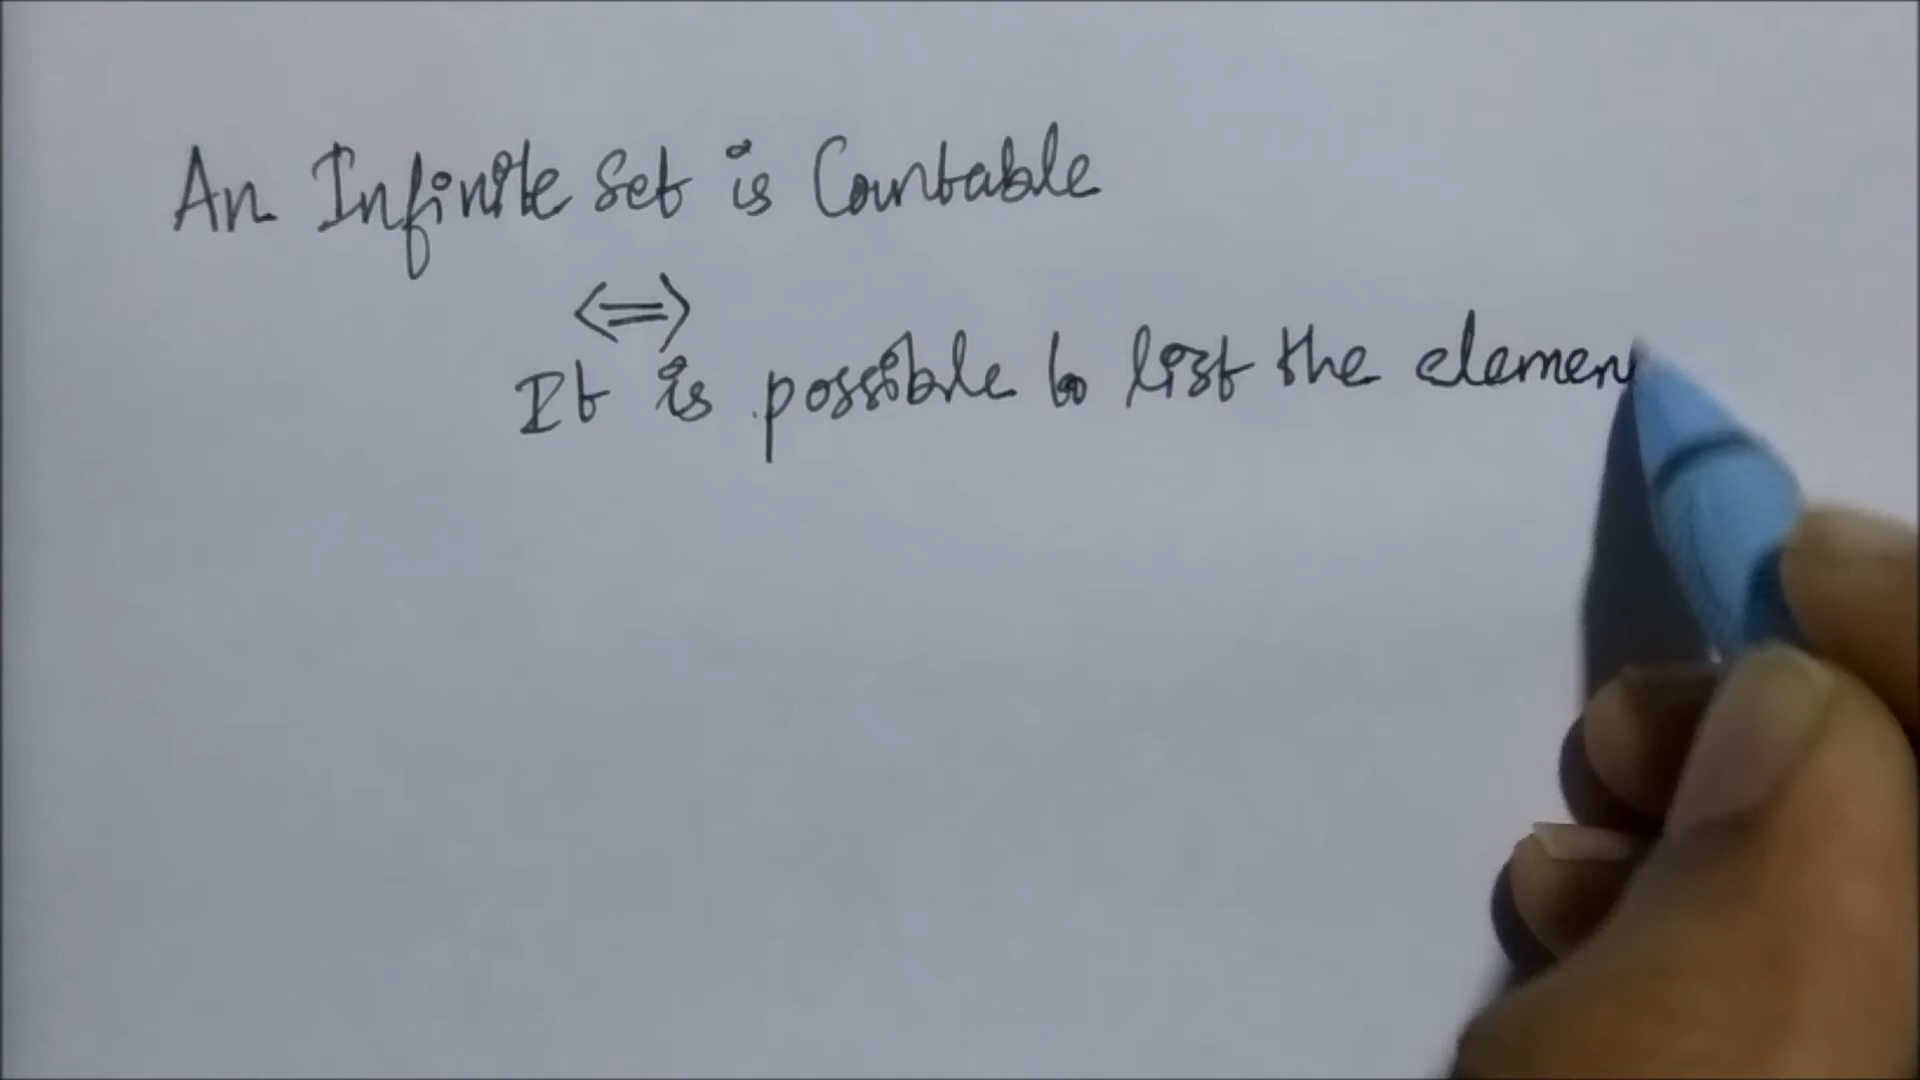 An Infinite Set is Countable
<=>
It is possible to list the elemen